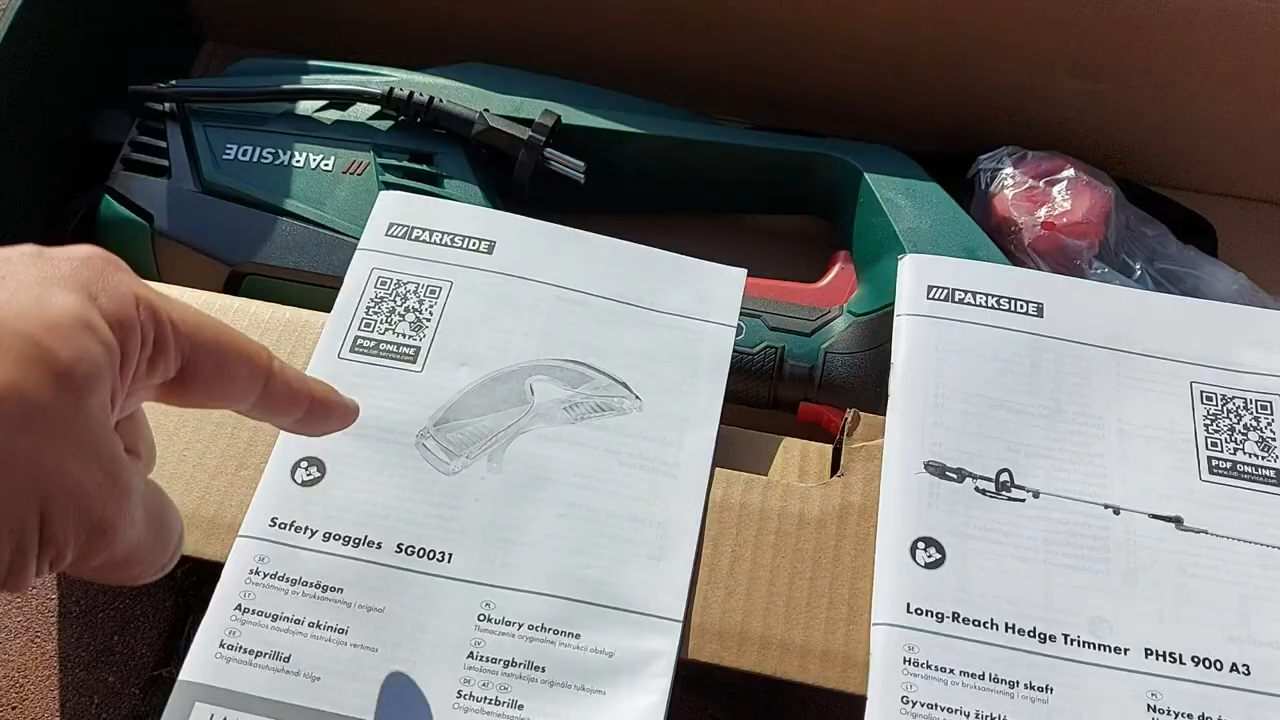 PARKSIDE
PARKSIDE
PDF ONLINE
www.lidl-service.com
Safety goggles SG0031
SE
skyddsglasögon
Översättning av bruksanvisning i original
LT
Apsauginiai akiniai
Originalios naudojimo instrukcijos vertimas
EE
kaitseprillid
Originaalkasutusjuhendi tõlge
PL
Okulary ochronne
Tłumaczenie oryginalnej instrukcji obsługi
LV
Aizsargbrilles
Lietošanas instrukcijas oriģināla tulkojums
DE AT CH
Schutzbrille
PARKSIDE
PDF ONLINE
www.lidl-service.com
Long-Reach Hedge Trimmer PHSL 900 A3
SE
Häcksax med långt skaft
Översättning av bruksanvisning i original
LT
PL